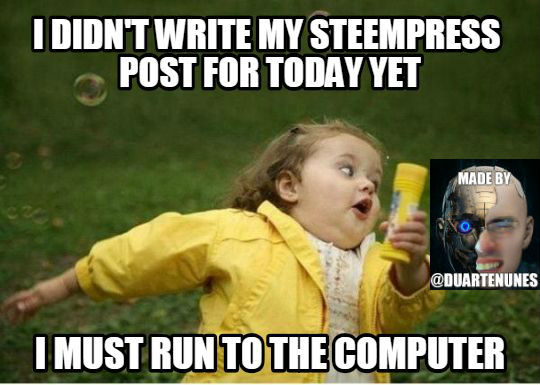 I DIDN'T WRITE MY STEEMPRESS
POST FOR TODAY YET
MADE BY
@DUARTENUNES
I MUST RUN TO THE COMPUTER